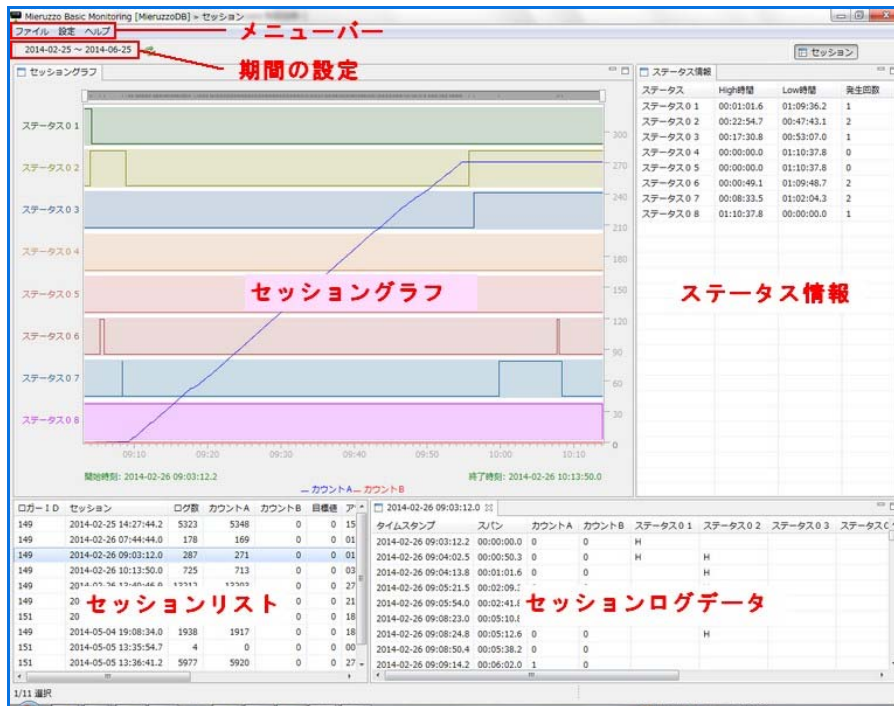 Mieruzzo Basic Monitoring [MieruzzoDB] » セッション
ファイル 設定 ヘルプ
メニューバー
2014-02-25 ~ 2014-06-25
期間の設定
セッション
セッショングラフ
ステータス01
ステータス02
ステータス03
ステータス04
ステータス05
ステータス06
ステータス07
ステータス08
300
270
240
210
180
150
120
90
60
30
0
セッショングラフ
09:10 09:20 09:30 09:40 09:50 10:00 10:10
開始時刻: 2014-02-26 09:03:12.2 終了時刻: 2014-02-26 10:13:50.0
カウントA カウントB
ステータス情報
ステータス High時間 Low時間 発生回数
ステータス01 00:01:01.6 01:09:36.2 1
ステータス02 00:22:54.7 00:47:43.1 2
ステータス03 00:17:30.8 00:53:07.0 1
ステータス04 00:00:00.0 01:10:37.8 0
ステータス05 00:00:00.0 01:10:37.8 0
ステータス06 00:00:49.1 01:09:48.7 2
ステータス07 00:08:33.5 01:02:04.3 2
ステータス08 01:10:37.8 00:00:00.0 1
ステータス情報
ロガーID セッション ログ数 カウントA カウントB 目標値
149 2014-02-25 14:27:44.2 5323 5348 0 0 15
149 2014-02-26 07:44:44.0 178 169 0 0 01
149 2014-02-26 09:03:12.0 287 271 0 0 01
149 2014-02-26 10:13:50.0 725 713 0 0 03
149 0 0 27
149 20 0 21
151 20 0 18
149 2014-05-04 19:08:34.0 1938 1917 0 0 18
151 2014-05-05 13:35:54.7 4 0 0 0 00
151 2014-05-05 13:36:41.2 5977 5920 0 0 27
セッションリスト
2014-02-26 09:03:12.0
タイムスタンプ スパン カウントA カウントB ステータス01 ステータス02 ステータス03 ステータス
2014-02-26 09:03:12.2 00:00:00.0 0 0 H
2014-02-26 09:04:02.5 00:00:50.3 0 0 H H
2014-02-26 09:04:13.8 00:01:01.6 0 0 H
2014-02-26 09:05:21.5 00:02:09.
2014-02-26 09:05:54.0 00:02:41.
2014-02-26 09:08:23.0 00:05:10.
2014-02-26 09:08:24.8 00:05:12.6 0 0 H
2014-02-26 09:08:50.4 00:05:38.2 0 0
2014-02-26 09:09:14.2 00:06:02.0 1 0
セッションログデータ
1/11 選択